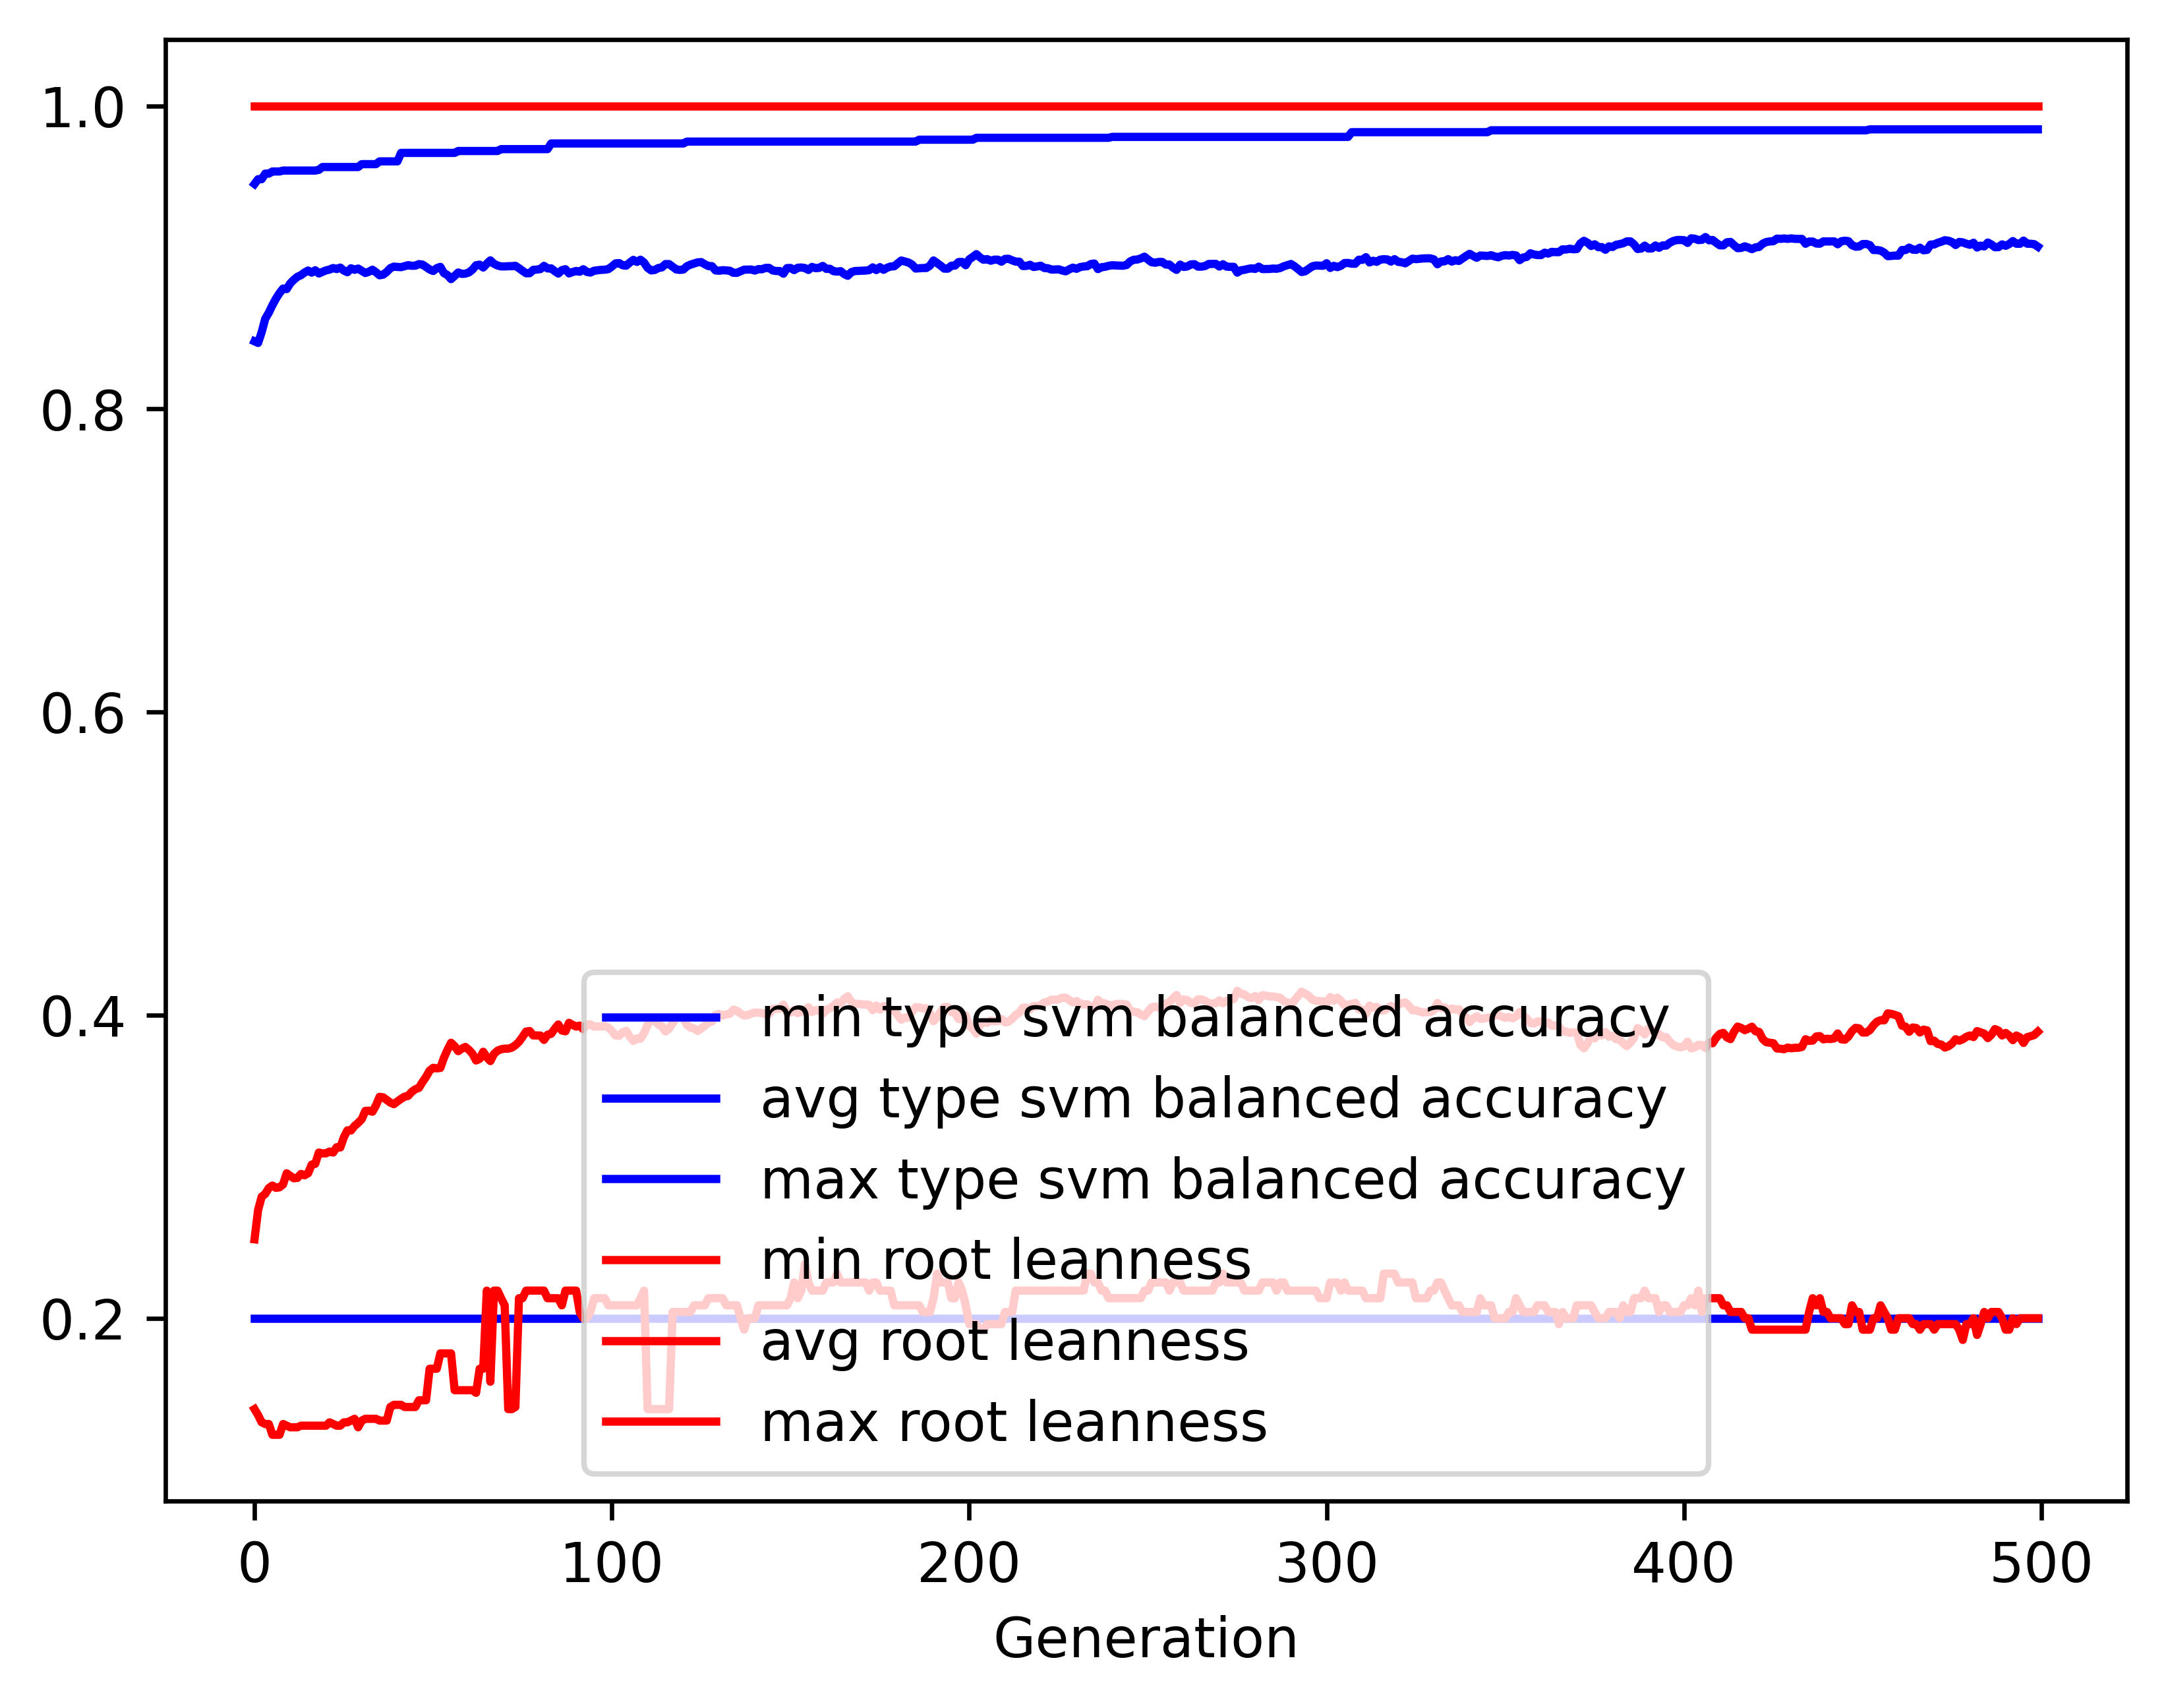 1.0
0.8
0.6
0.4
0.2
min type svm balanced accuracy
avg type svm balanced accuracy
max type svm balanced accuracy
min root leanness
avg root leanness
max root leanness
0 100 200 300 400 500
Generation